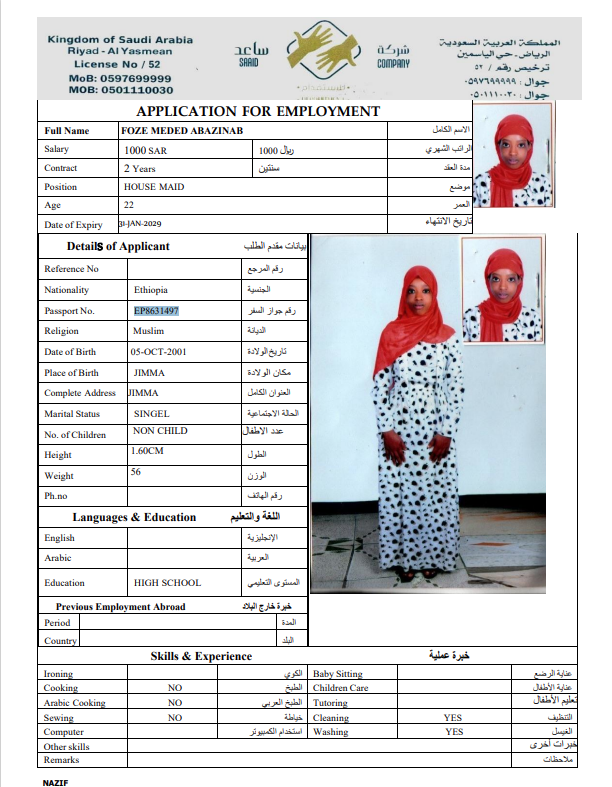 Kingdom of Saudi Arabia
Riyad - Al Yasmean
License No / 52
MoB: 0597699999
MOB: 0501110030
ساعد
SAAID
شركة
COMPANY
المملكة العربية السعودية
الرياض. حي الياسمين
ترخيص رقم / ٥٢
جوال : ٠٥٩٧٦٩٩٩٩٩
جوال : ٠٥٠١١١٠٠٣٠
APPLICATION FOR EMPLOYMENT
Full Name FOZE MEDED ABAZINAB الاسم الكامل
Salary 1000 SAR 1000 ريال الراتب الشهري
Contract 2 Years سنتين مدة العقد
Position HOUSE MAID موضع
Age 22 العمر
Date of Expiry 31-JAN-2029 تاريخ الانتهاء
Details of Applicant بيانات مقدم الطلب
Reference No رقم المرجع
Nationality Ethiopia الجنسية
Passport No. EP8631497 رقم جواز السفر
Religion Muslim الديانة
Date of Birth 05-OCT-2001 تاريخ الولادة
Place of Birth JIMMA مكان الولادة
Complete Address JIMMA العنوان الكامل
Marital Status SINGEL الحالة الاجتماعية
No. of Children NON CHILD عدد الاطفال
Height 1.60CM الطول
Weight 56 الوزن
Ph.no رقم الهاتف
Languages & Education اللغة والتعليم
English الإنجليزية
Arabic العربية
Education HIGH SCHOOL المستوى التعليمي
Previous Employment Abroad خبرة خارج البلاد
Period المدة
Country البلد
Skills & Experience خبرة عملية
Ironing الكوي Baby Sitting عناية الرضع
Cooking NO الطبخ Children Care عناية الأطفال
Arabic Cooking NO الطبخ العربي Tutoring تعليم الأطفال
Sewing NO خياطة Cleaning YES التنظيف
Computer استخدام الكمبيوتر Washing YES الغسيل
Other skills خبرات أخرى
Remarks ملاحظات
NAZIF